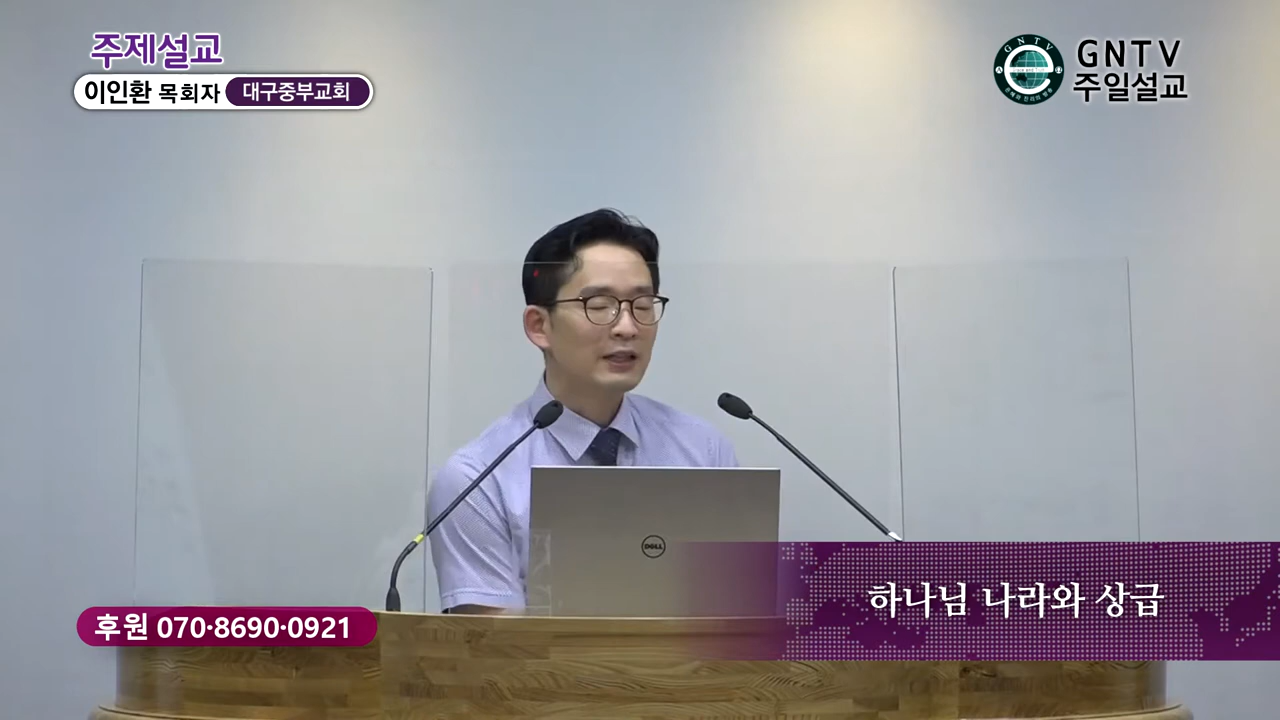 주제설교
이인환 목회자 대구중부교회
GNTV
GNTV
주일설교
DELL
하나님 나라와 상급
후원 070·8690·0921